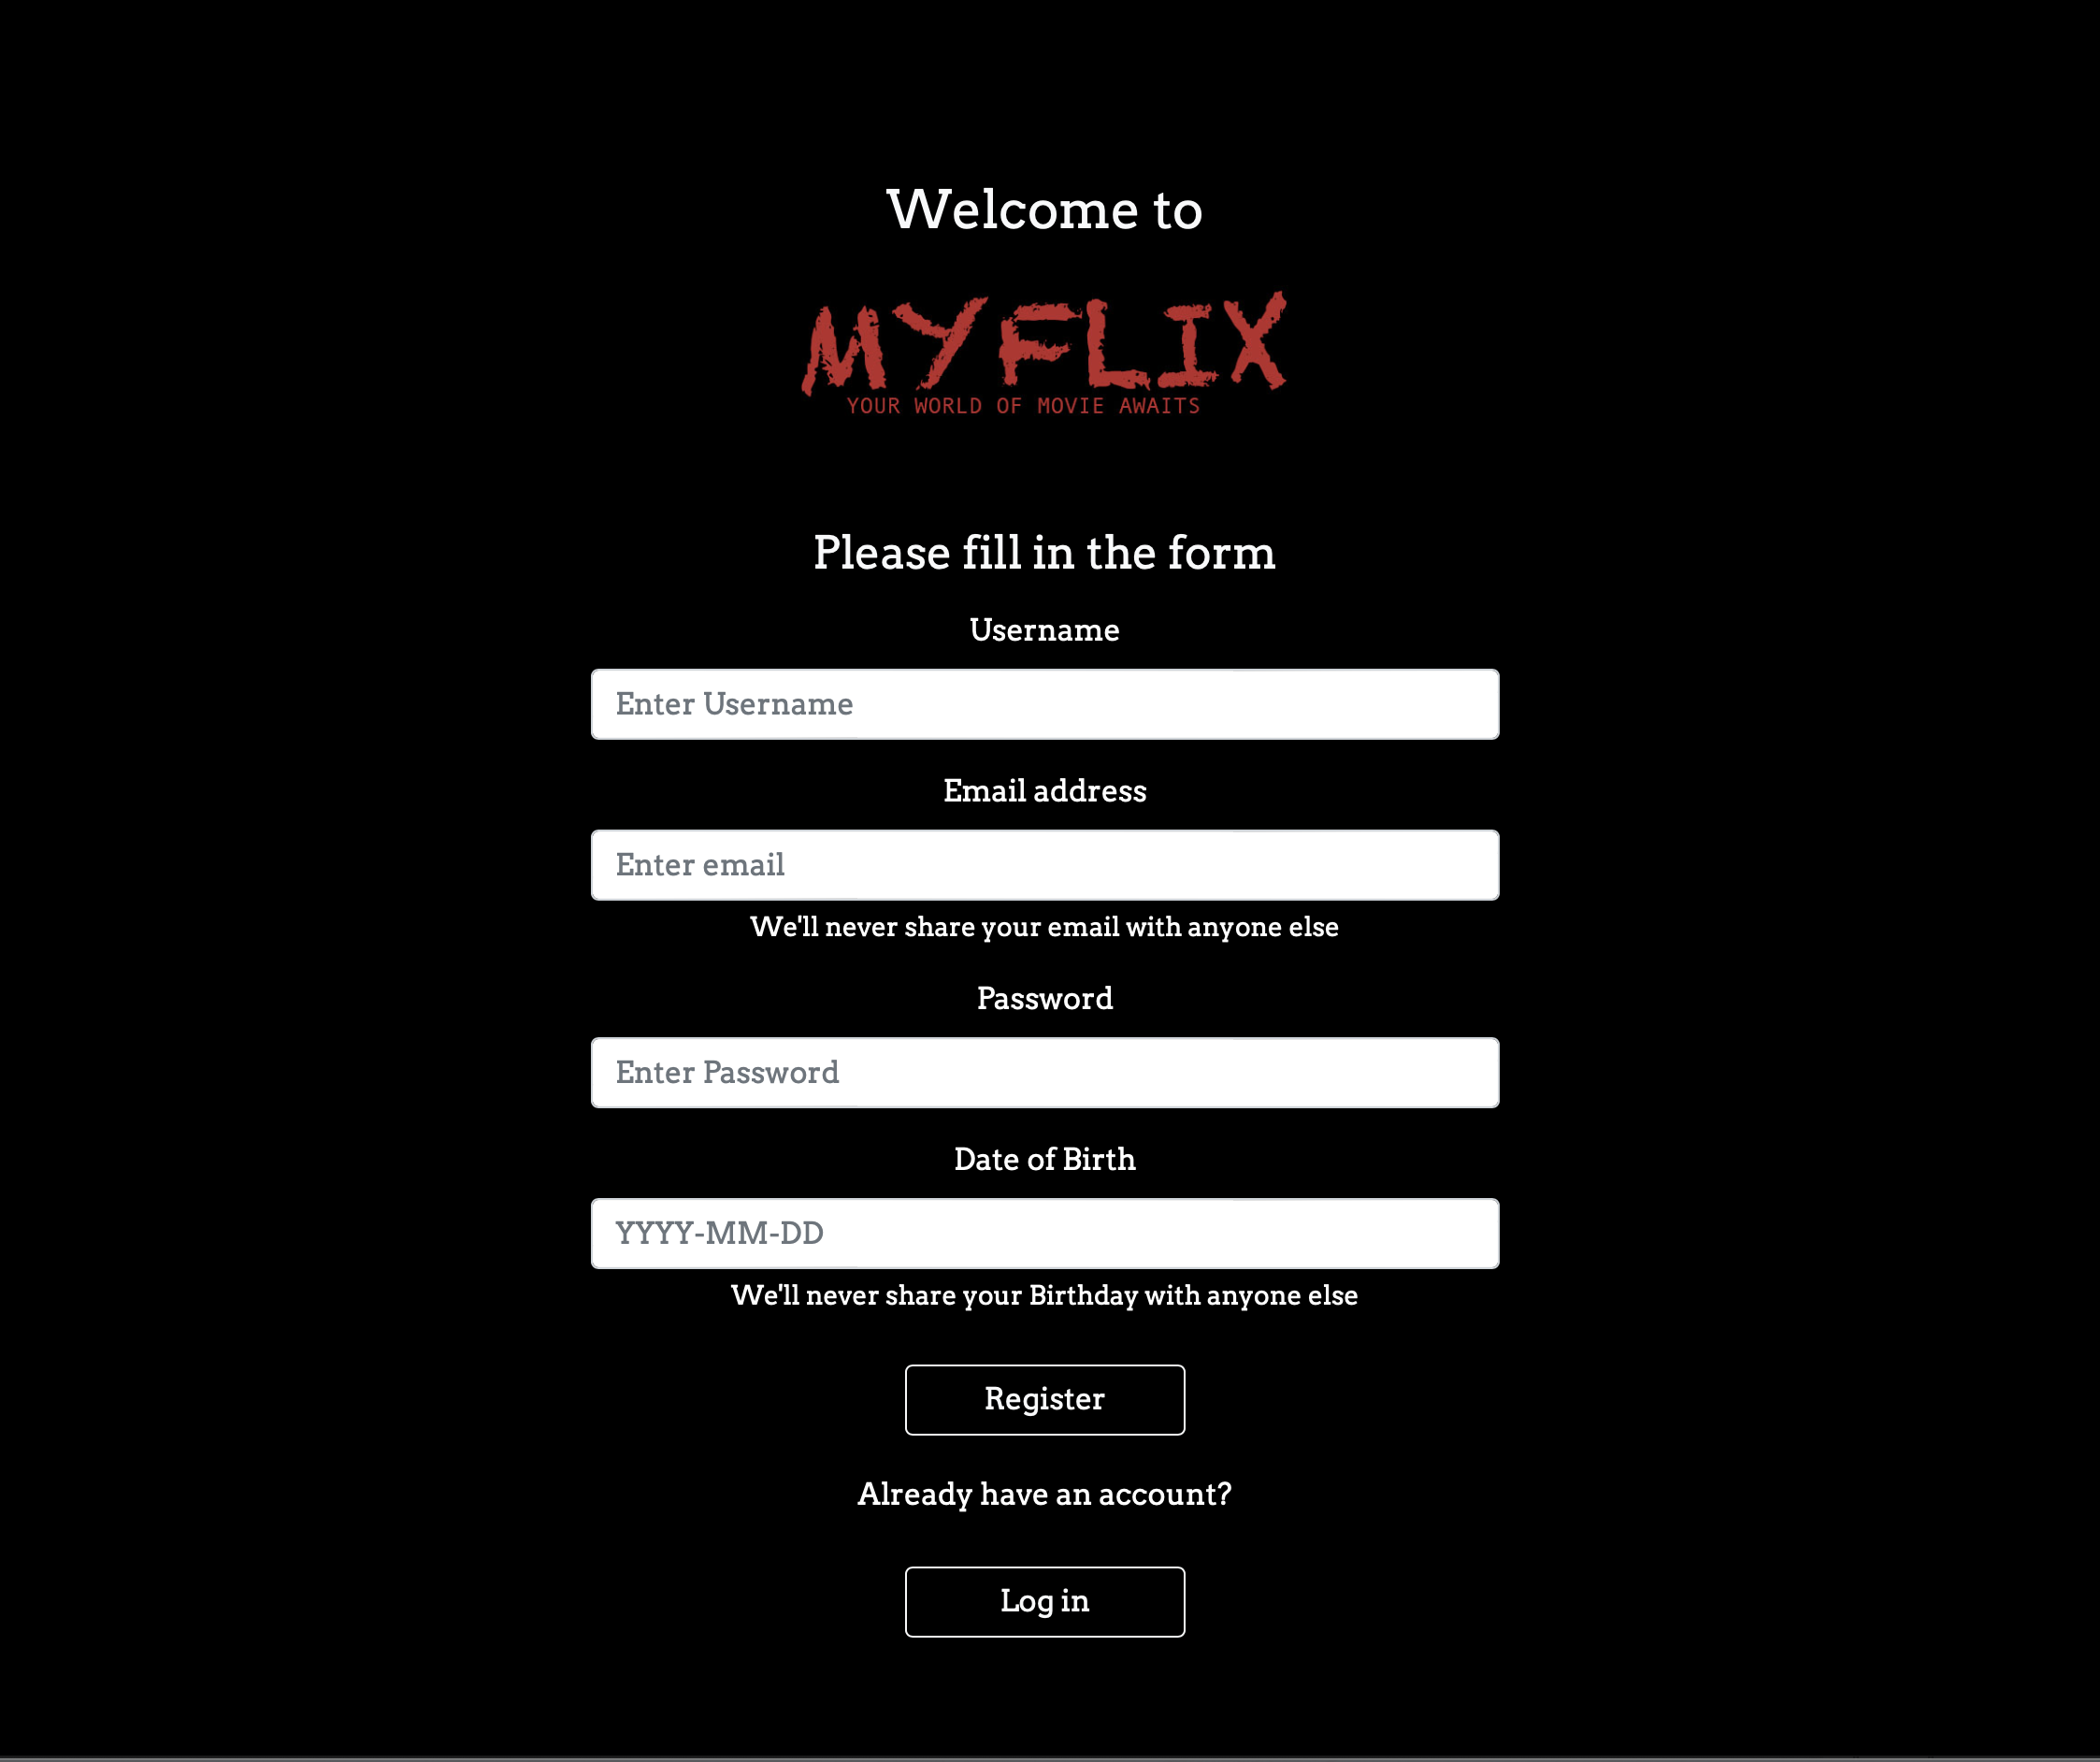 Welcome to
MYFLIX
YOUR WORLD OF MOVIE AWAITS
Please fill in the form
Username
Enter Username
Email address
Enter email
We'll never share your email with anyone else
Password
Enter Password
Date of Birth
YYYY-MM-DD
We'll never share your Birthday with anyone else
Register
Already have an account?
Log in